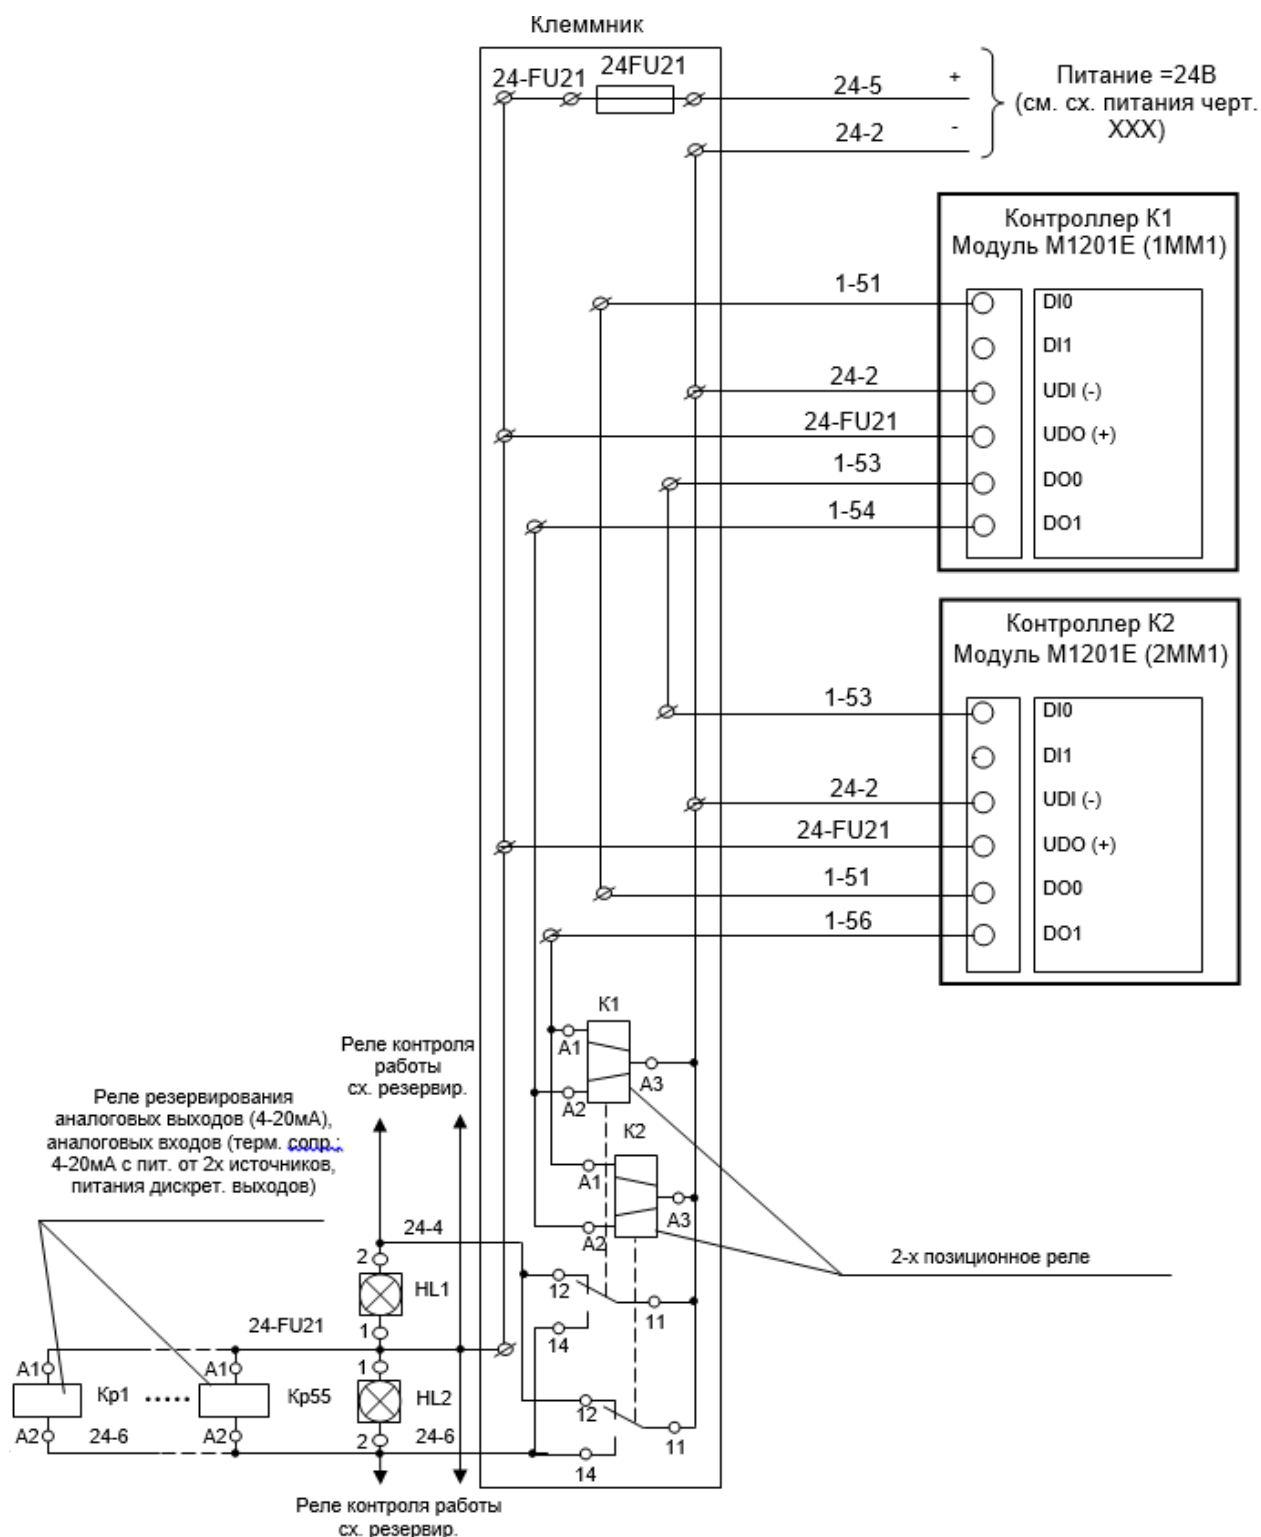 Клеммник
24-FU21
24FU21
24-5
+
24-2
-
Питание =24В
(см. сх. питания черт.
ХХХ)
Контроллер К1
Модуль М1201Е (1ММ1)
1-51
DI0
DI1
24-2
UDI (-)
24-FU21
UDO (+)
1-53
DO0
1-54
DO1
Контроллер К2
Модуль М1201Е (2ММ1)
1-53
DI0
DI1
24-2
UDI (-)
24-FU21
UDO (+)
1-51
DO0
1-56
DO1
К1
А1
А3
А2
К2
А1
А3
А2
2-х позиционное реле
Реле контроля
работы
сх. резервир.
Реле резервирования
аналоговых выходов (4-20мА),
аналоговых входов (терм. сопр.;
4-20мА с пит. от 2х источников,
питания дискрет. выходов)
24-4
2
HL1
1
12
11
14
24-FU21
А1
Кр1
.....
А1
Кр55
1
HL2
2
А2
24-6
А2
24-6
12
11
14
Реле контроля работы
сх. резервир.